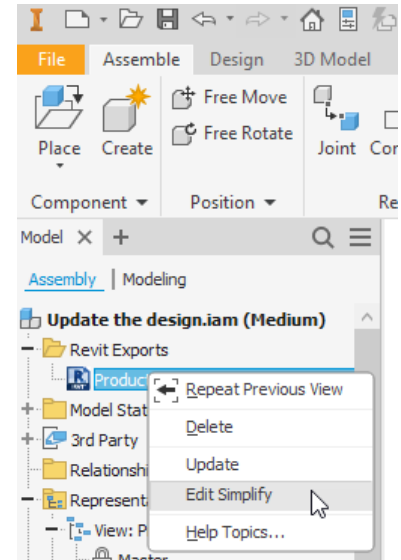 File Assemble Design 3D Model
Free Move
Free Rotate
Place Create Joint
Component Position
Model
Assembly | Modeling
Update the design.iam (Medium)
Revit Exports
Repeat Previous View
Delete
3rd Party
Update
Edit Simplify
View:
Help Topics...
Master